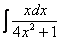 ∫ xdx / (4x² + 1)